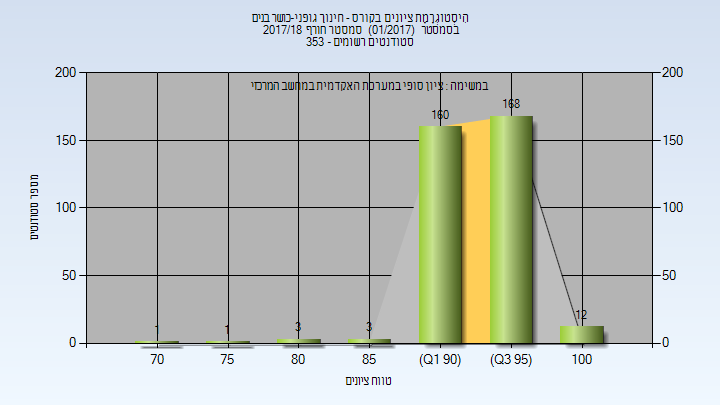 היסטוגרמת ציונים בקורס - חינוך גופני-כושר בנים
בסמסטר (01/2017) סמסטר חורף 2017/18
סטודנטים רשומים - 353
במשימה : ציון סופי במערכת האקדמית במחשב המרכזי
200
150
100
50
0
200
150
100
50
0
מספר סטודנטים
1
1
3
3
160
168
12
70
75
80
85
(Q1 90)
(Q3 95)
100
טווח ציונים